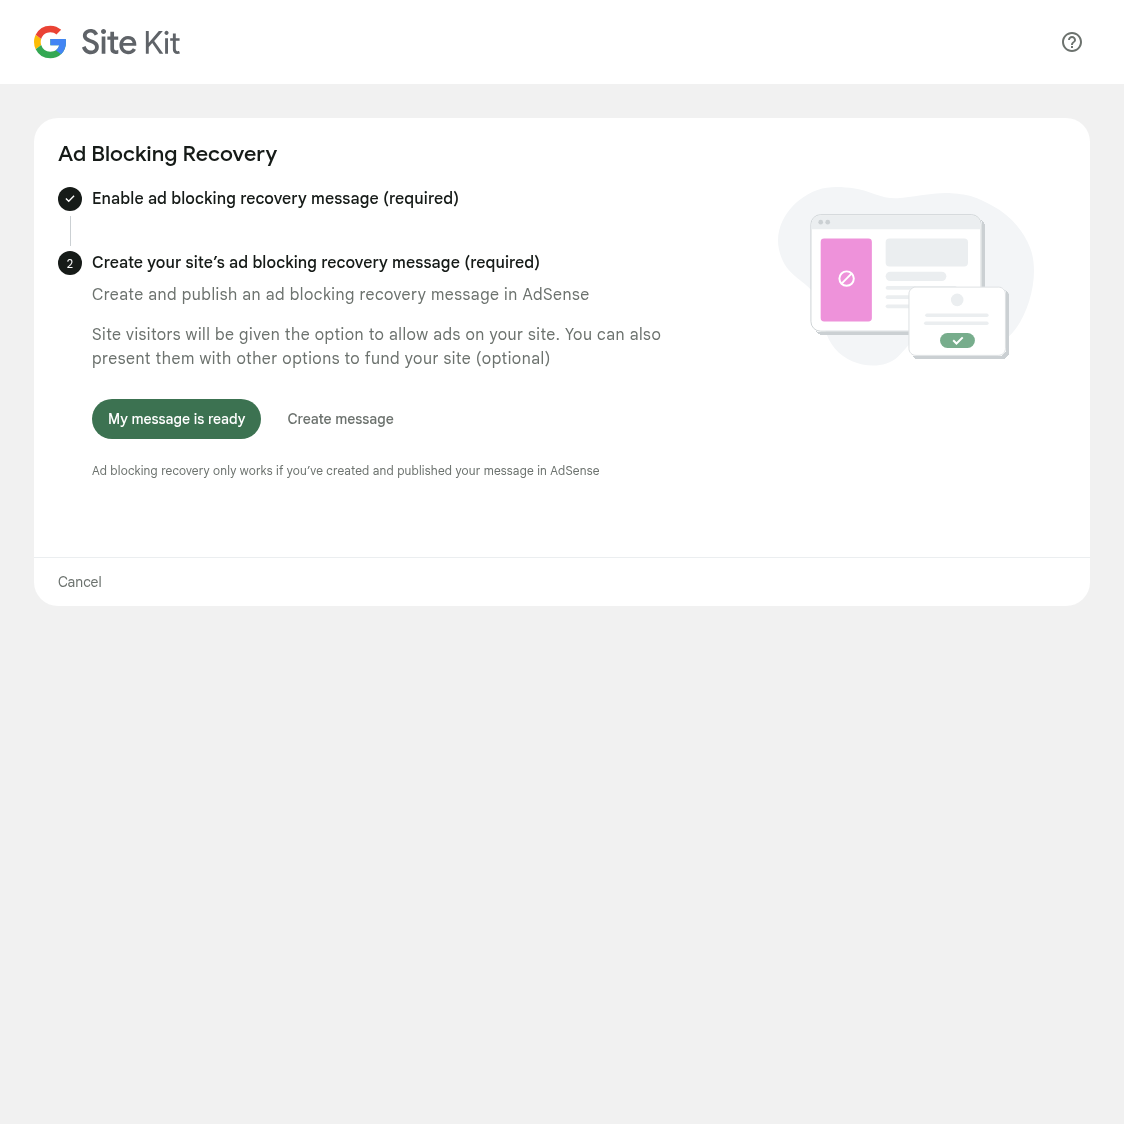 Site Kit
Ad Blocking Recovery
Enable ad blocking recovery message (required)
2
Create your site’s ad blocking recovery message (required)
Create and publish an ad blocking recovery message in AdSense
Site visitors will be given the option to allow ads on your site. You can also
present them with other options to fund your site (optional)
My message is ready
Create message
Ad blocking recovery only works if you’ve created and published your message in AdSense
Cancel